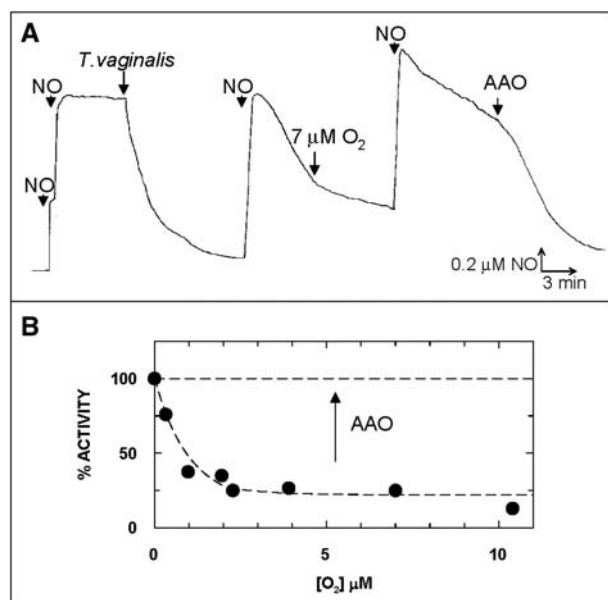 A
NO
T.vaginalis
NO
NO
7 μM O₂
NO
AAO
0.2 μM NO
3 min
B
% ACTIVITY
100
50
0
AAO
0
5
10
[O₂] μM